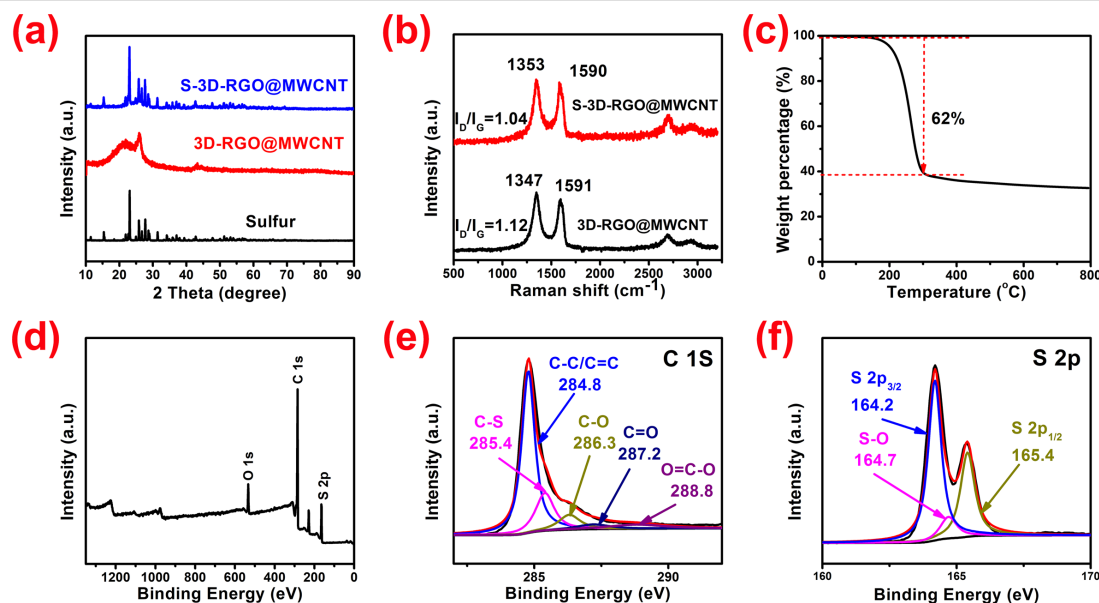 (a)
S-3D-RGO@MWCNT
3D-RGO@MWCNT
Sulfur
Intensity (a.u.)
10 20 30 40 50 60 70 80 90
2 Theta (degree)
(b)
1353
1590
S-3D-RGO@MWCNT
I_D/I_G=1.04
1347
1591
I_D/I_G=1.12
3D-RGO@MWCNT
Intensity (a.u.)
500 1000 1500 2000 2500 3000
Raman shift (cm⁻¹)
(c)
100
80
60
40
20
0
62%
Weight percentage (%)
0 200 400 600 800
Temperature (°C)
(d)
C 1s
O 1s
S 2p
Intensity (a.u.)
1200 1000 800 600 400 200 0
Binding Energy (eV)
(e)
C 1S
C-C/C=C
284.8
C-S
285.4
C-O
286.3
C=O
287.2
O=C-O
288.8
Intensity (a.u.)
285 290
Binding Energy (eV)
(f)
S 2p
S 2p3/2
164.2
S-O
164.7
S 2p1/2
165.4
Intensity (a.u.)
160 165 170
Binding Energy (eV)